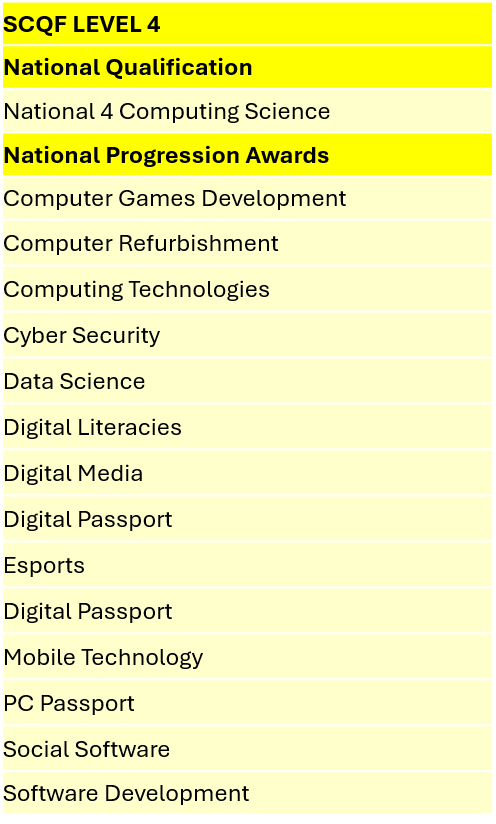 SCQF LEVEL 4
National Qualification
National 4 Computing Science
National Progression Awards
Computer Games Development
Computer Refurbishment
Computing Technologies
Cyber Security
Data Science
Digital Literacies
Digital Media
Digital Passport
Esports
Digital Passport
Mobile Technology
PC Passport
Social Software
Software Development